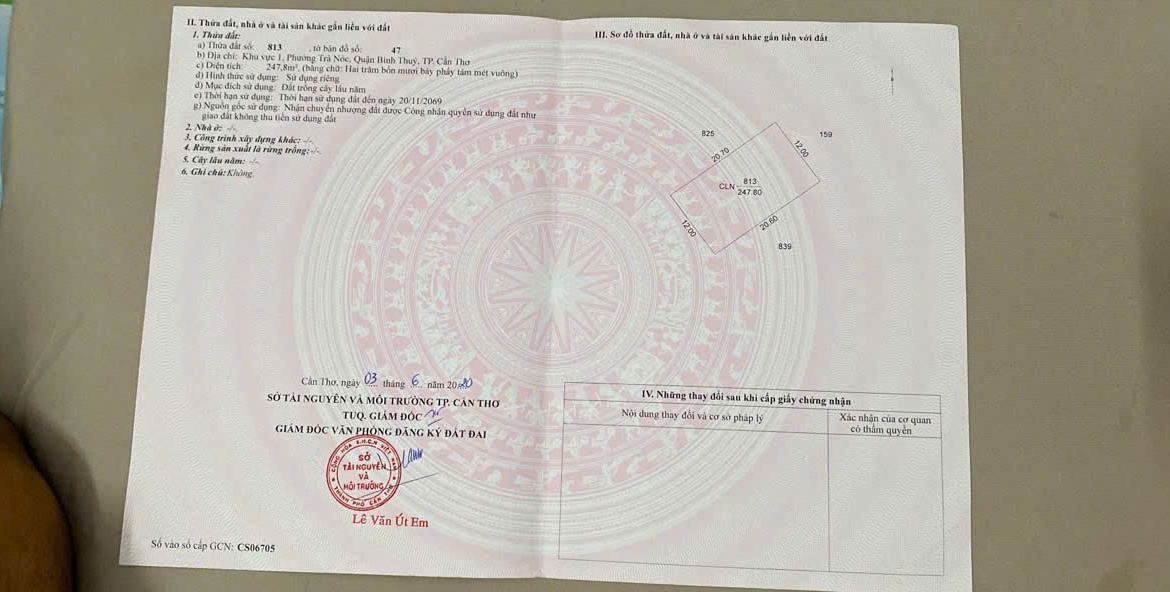 II. Thửa đất, nhà ở và tài sản khác gắn liền với đất
1. Thửa đất:
a) Thửa đất số: 813 , tờ bản đồ số: 47
b) Địa chỉ: Khu vực 1, Phường Trà Nóc, Quận Bình Thuỷ, TP. Cần Thơ
c) Diện tích: 247,8m², (bằng chữ: Hai trăm bốn mươi bảy phẩy tám mét vuông)
d) Hình thức sử dụng: Sử dụng riêng
đ) Mục đích sử dụng: Đất trồng cây lâu năm
e) Thời hạn sử dụng: Thời hạn sử dụng đất đến ngày 20/11/2069
g) Nguồn gốc sử dụng: Nhận chuyển nhượng đất được Công nhận quyền sử dụng đất như
giao đất không thu tiền sử dụng đất
2. Nhà ở: -/-
3. Công trình xây dựng khác: -/-
4. Rừng sản xuất là rừng trồng: -/-
5. Cây lâu năm: -/-
6. Ghi chú: Không.
Cần Thơ, ngày 03 tháng 6 năm 2020
SỞ TÀI NGUYÊN VÀ MÔI TRƯỜNG TP. CẦN THƠ
TUQ. GIÁM ĐỐC
GIÁM ĐỐC VĂN PHÒNG ĐĂNG KÝ ĐẤT ĐAI
CỘNG HÒA X.H.C.N VIỆT NAM
SỞ
TÀI NGUYÊN
VÀ
MÔI TRƯỜNG
THÀNH PHỐ CẦN THƠ
Lê Văn Út Em
Số vào sổ cấp GCN: CS06705
III. Sơ đồ thửa đất, nhà ở và tài sản khác gắn liền với đất
825
159
20.70
12.00
CLN 813
247.80
12.00
20.60
839
IV. Những thay đổi sau khi cấp giấy chứng nhận
Nội dung thay đổi và cơ sở pháp lý
Xác nhận của cơ quan
có thẩm quyền